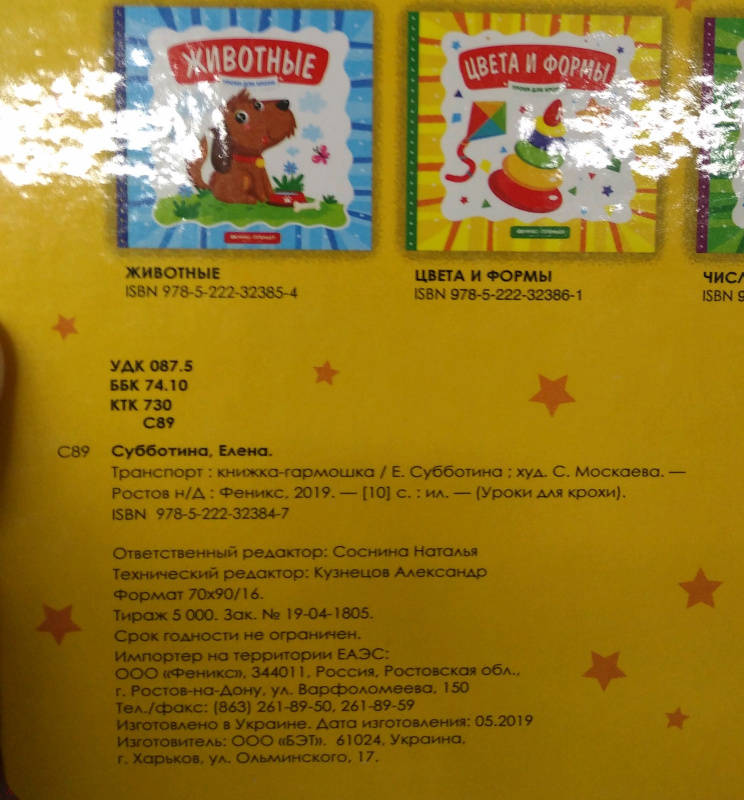 ЖИВОТНЫЕ
УРОКИ ДЛЯ КРОХИ
ЦВЕТА И ФОРМЫ
УРОКИ ДЛЯ КРОХИ
ЖИВОТНЫЕ
ISBN 978-5-222-32385-4
ЦВЕТА И ФОРМЫ
ISBN 978-5-222-32386-1
ЧИСЛ
ISBN 9
УДК 087.5
ББК 74.10
КТК 730
С89
С89 Субботина, Елена.
Транспорт : книжка-гармошка / Е. Субботина ; худ. С. Москаева. —
Ростов н/Д : Феникс, 2019. — [10] с. : ил. — (Уроки для крохи).
ISBN 978-5-222-32384-7
Ответственный редактор: Соснина Наталья
Технический редактор: Кузнецов Александр
Формат 70х90/16.
Тираж 5 000. Зак. № 19-04-1805.
Срок годности не ограничен.
Импортер на территории ЕАЭС:
ООО «Феникс», 344011, Россия, Ростовская обл.,
г. Ростов-на-Дону, ул. Варфоломеева, 150
Тел./факс: (863) 261-89-50, 261-89-59
Изготовлено в Украине. Дата изготовления: 05.2019
Изготовитель: ООО «БЭТ». 61024, Украина,
г. Харьков, ул. Ольминского, 17.